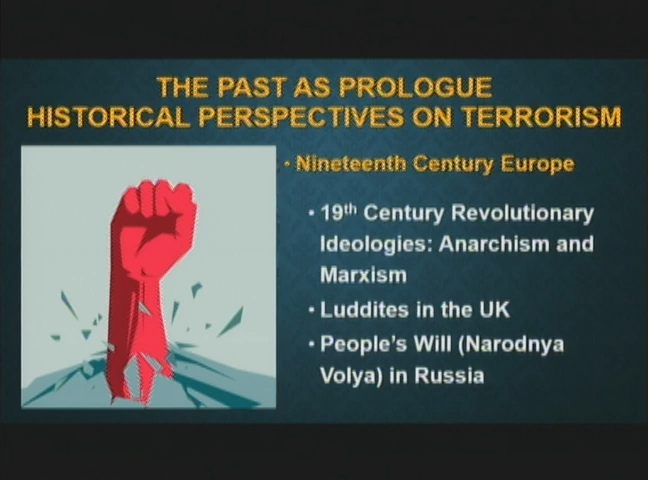 THE PAST AS PROLOGUE
HISTORICAL PERSPECTIVES ON TERRORISM
• Nineteenth Century Europe
• 19th Century Revolutionary
Ideologies: Anarchism and
Marxism
• Luddites in the UK
• People's Will (Narodnya
Volya) in Russia